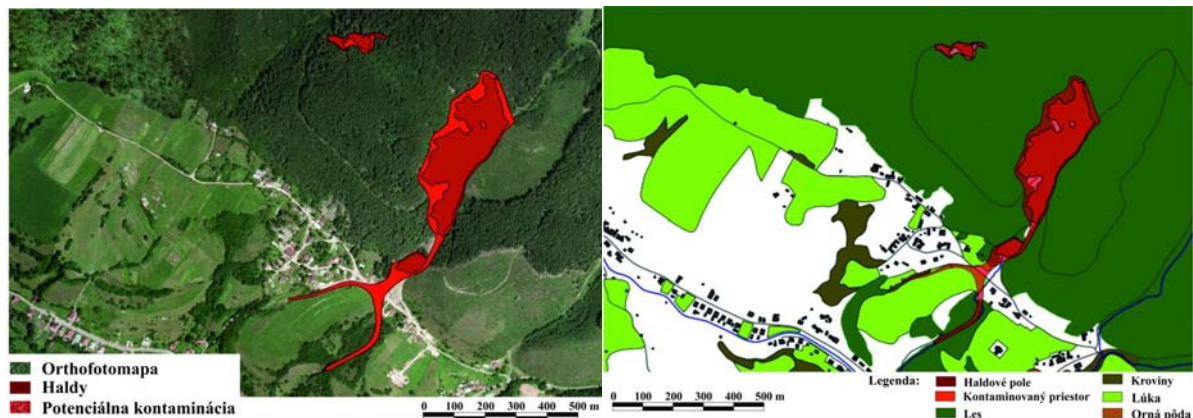 Orthofotomapa
Haldy
Potenciálna kontaminácia
0 100 200 300 400 500 m
0 100 200 300 400 500 m
Legenda:
Haldové pole
Kontaminovaný priestor
Les
Kroviny
Lúka
Orná pôda